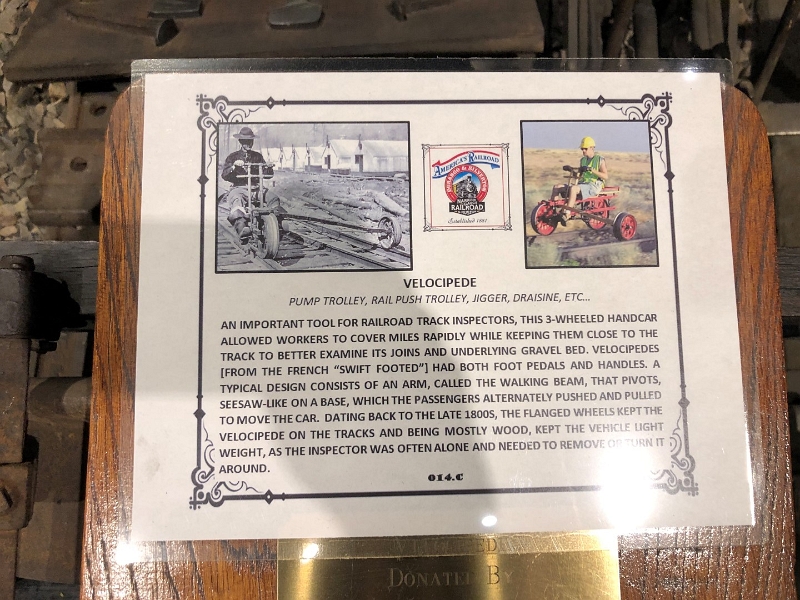 AMERICA'S RAILROAD
DURANGO & SILVERTON
RAILROAD
Established 1881
VELOCIPEDE
PUMP TROLLEY, RAIL PUSH TROLLEY, JIGGER, DRAISINE, ETC...
AN IMPORTANT TOOL FOR RAILROAD TRACK INSPECTORS, THIS 3-WHEELED HANDCAR
ALLOWED WORKERS TO COVER MILES RAPIDLY WHILE KEEPING THEM CLOSE TO THE
TRACK TO BETTER EXAMINE ITS JOINS AND UNDERLYING GRAVEL BED. VELOCIPEDES
[FROM THE FRENCH "SWIFT FOOTED"] HAD BOTH FOOT PEDALS AND HANDLES. A
TYPICAL DESIGN CONSISTS OF AN ARM, CALLED THE WALKING BEAM, THAT PIVOTS,
SEESAW-LIKE ON A BASE, WHICH THE PASSENGERS ALTERNATELY PUSHED AND PULLED
TO MOVE THE CAR. DATING BACK TO THE LATE 1800S, THE FLANGED WHEELS KEPT THE
VELOCIPEDE ON THE TRACKS AND BEING MOSTLY WOOD, KEPT THE VEHICLE LIGHT
WEIGHT, AS THE INSPECTOR WAS OFTEN ALONE AND NEEDED TO REMOVE OR TURN IT
AROUND.
014.C
DONATED BY